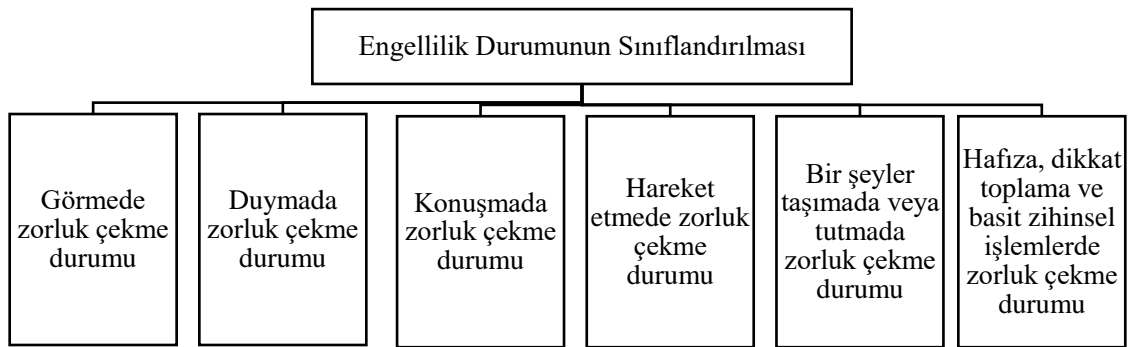 Engellilik Durumunun Sınıflandırılması
Görmede
zorluk çekme
durumu
Duymada
zorluk çekme
durumu
Konuşmada
zorluk çekme
durumu
Hareket
etmede zorluk
çekme
durumu
Bir şeyler
taşımada veya
tutmada
zorluk çekme
durumu
Hafıza, dikkat
toplama ve
basit zihinsel
işlemlerde
zorluk çekme
durumu